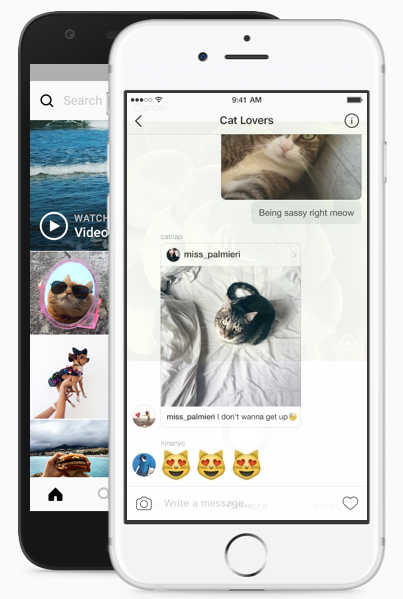 Search
WATCH
Video
9:41 AM
Cancel
Cat Lovers
Being sassy right meow
catnap
miss_palmieri
miss_palmieri I don't wanna get up
ninanyc
Write a message...